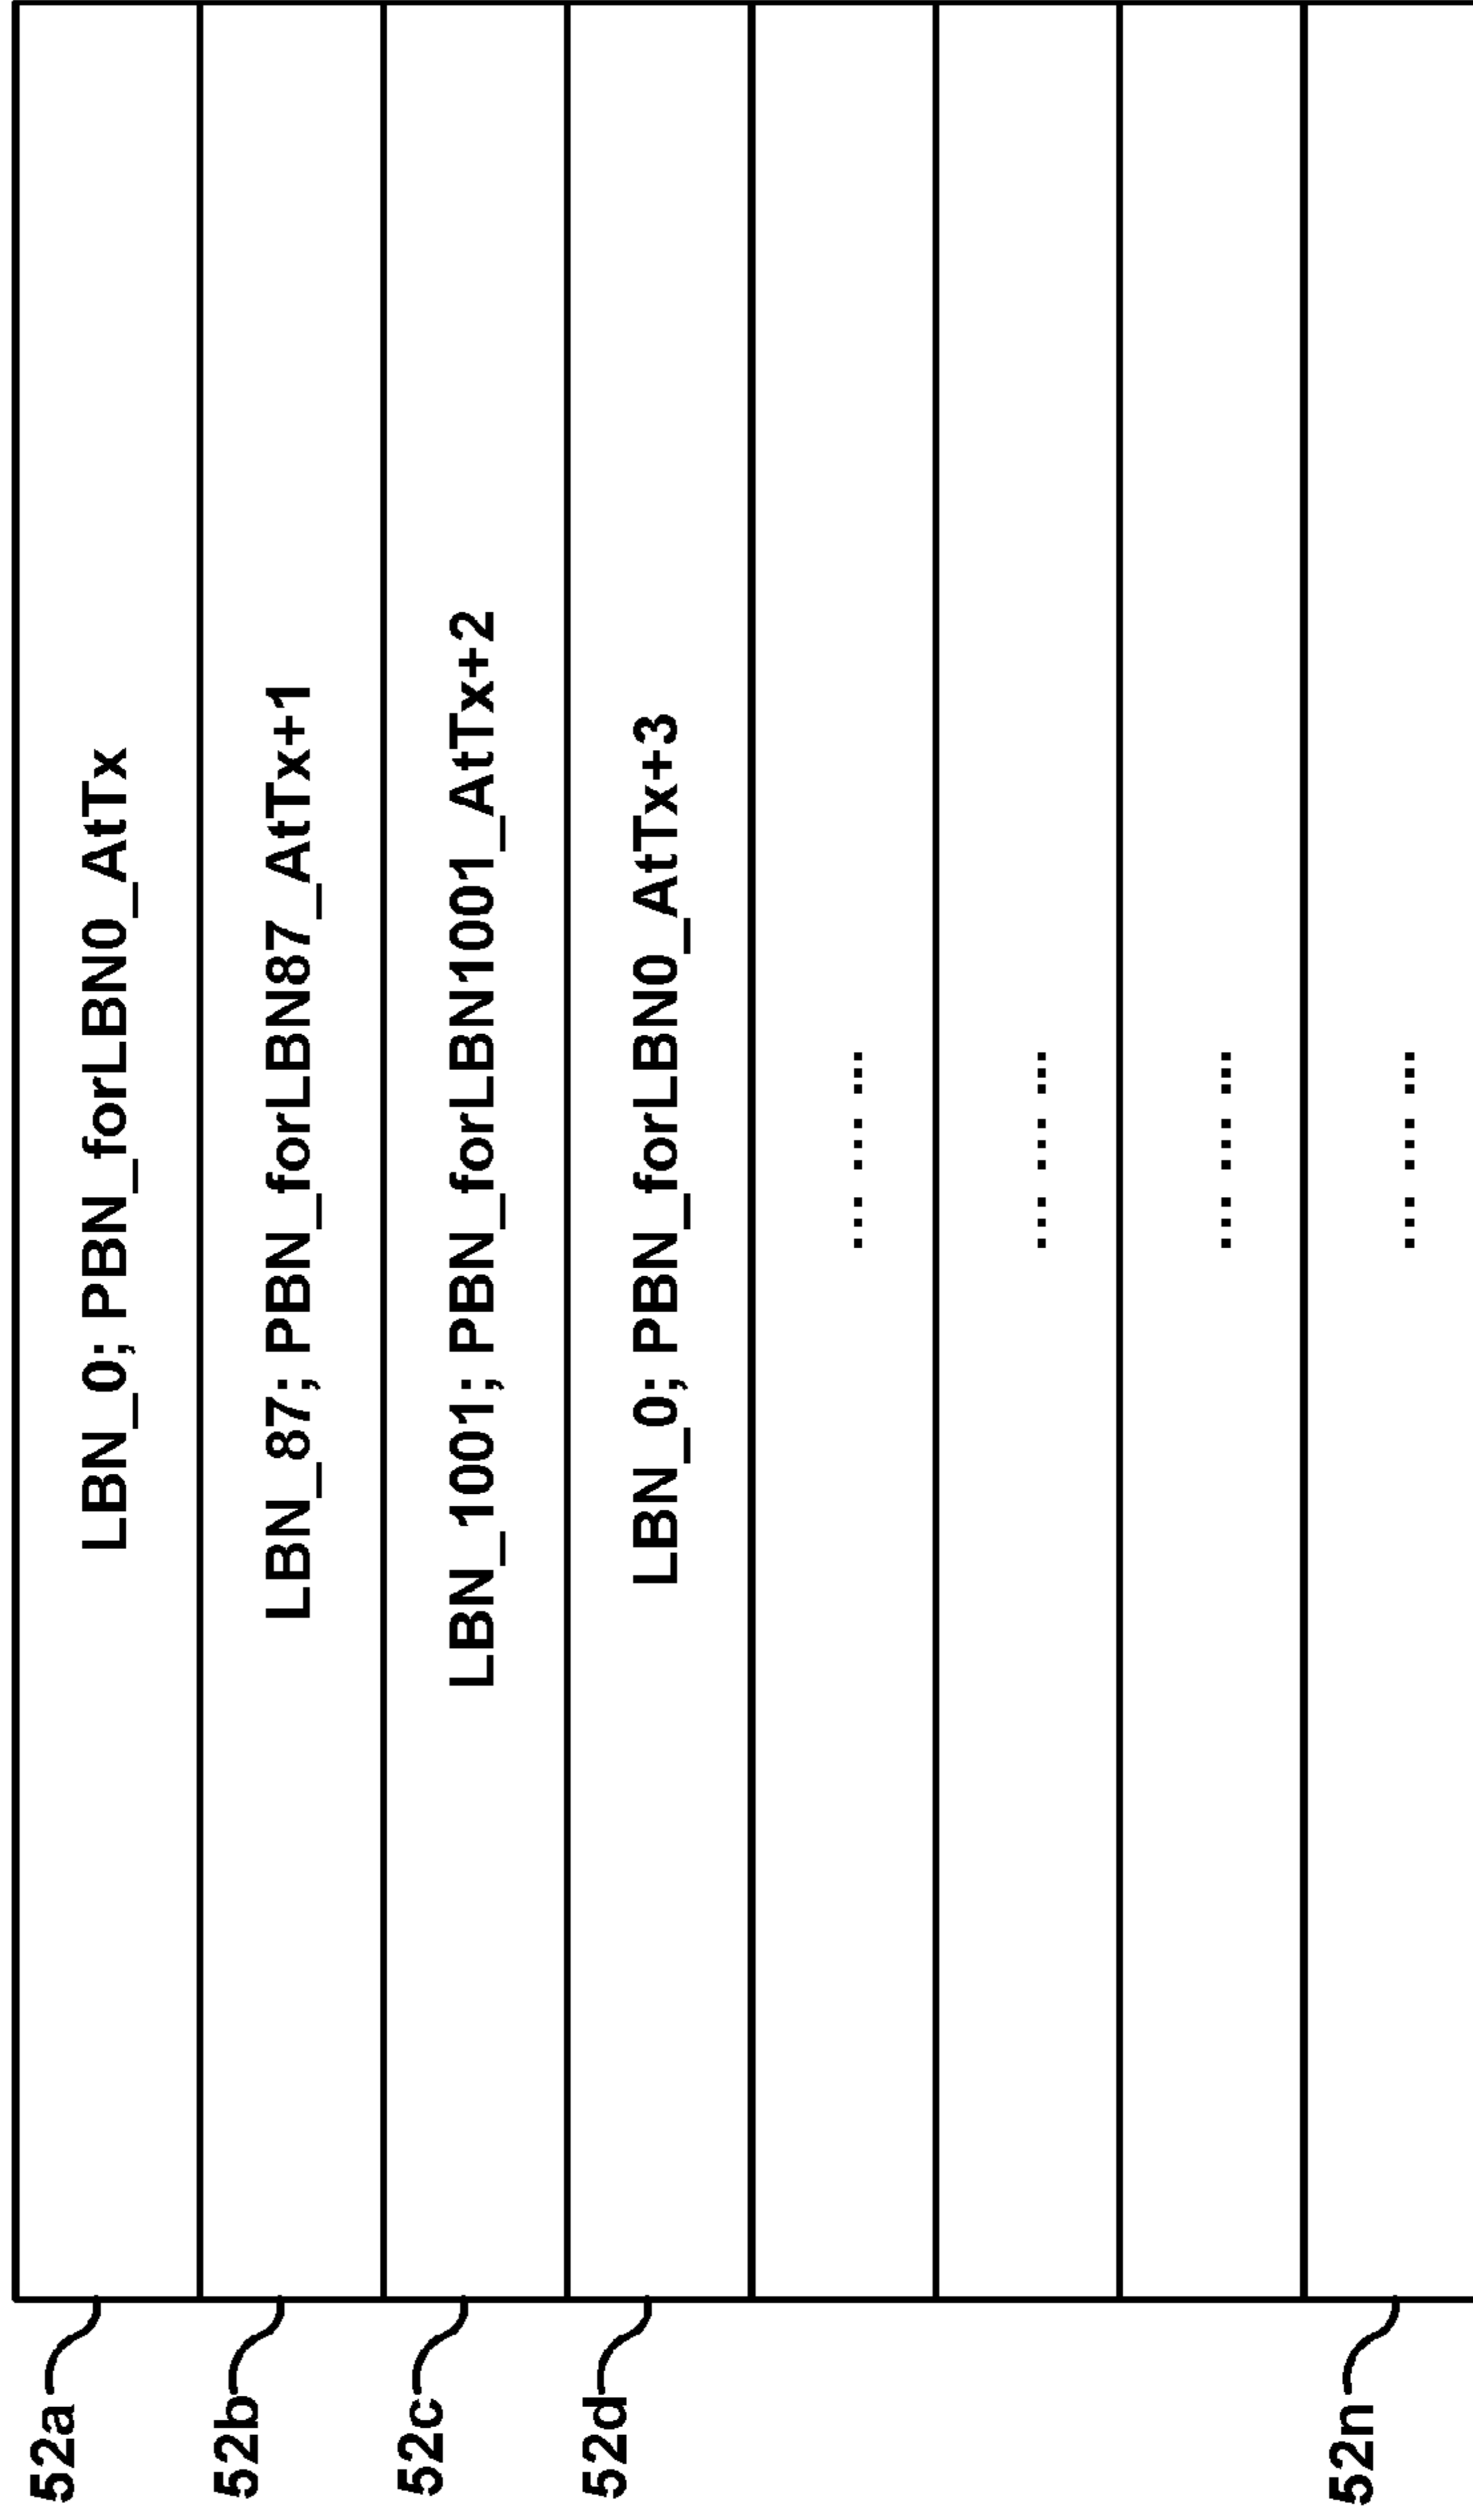 52a LBN_0; PBN_forLBN0_AtTx
52b LBN_87; PBN_forLBN87_AtTx+1
52c LBN_1001; PBN_forLBN1001_AtTx+2
52d LBN_0; PBN_forLBN0_AtTx+3
... ... ...
... ... ...
... ... ...
52n ... ... ...